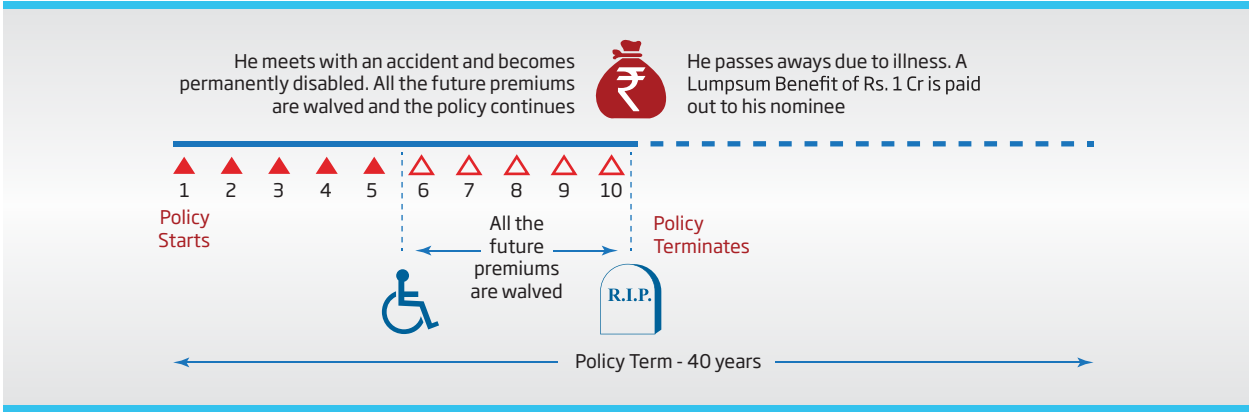 He meets with an accident and becomes
permanently disabled. All the future premiums
are walved and the policy continues
₹
He passes aways due to illness. A
Lumpsum Benefit of Rs. 1 Cr is paid
out to his nominee
1 2 3 4 5 6 7 8 9 10
Policy
Starts
All the
future
premiums
are walved
Policy
Terminates
R.I.P.
Policy Term - 40 years